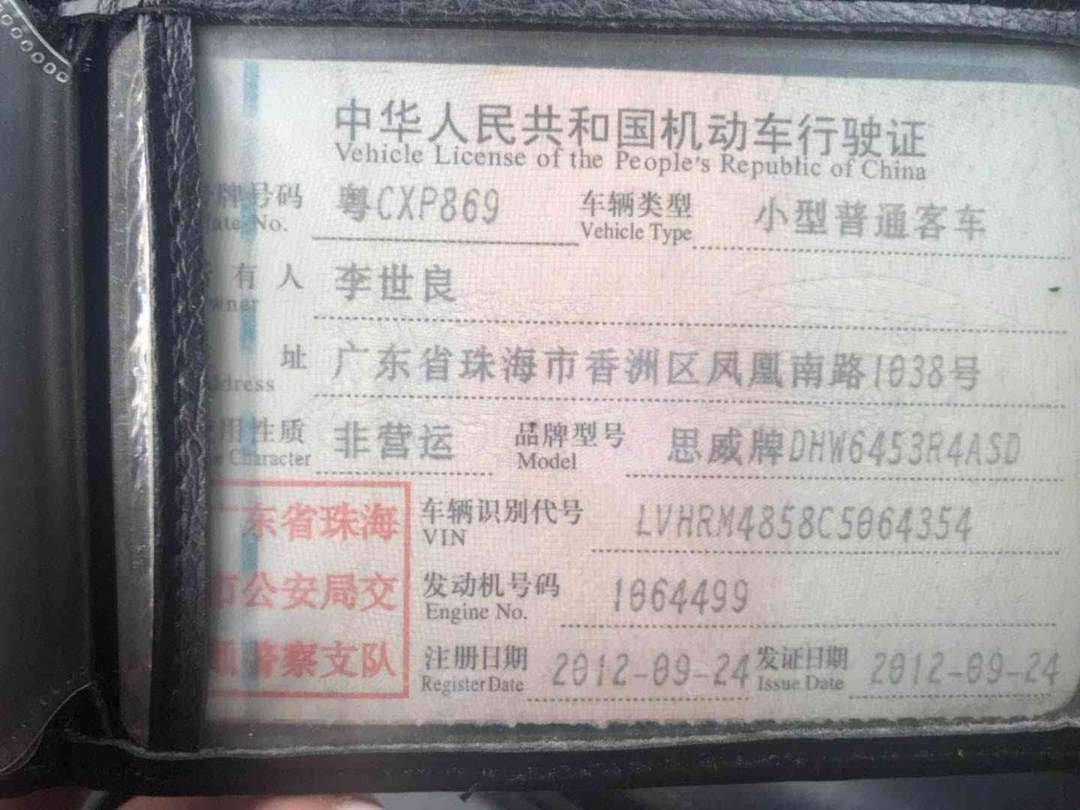 中华人民共和国机动车行驶证
Vehicle License of the People's Republic of China
牌号码 粤CXP869 车辆类型 小型普通客车
No. Vehicle Type
有人 李世良
址 广东省珠海市香洲区凤凰南路1038号
用性质 非营运 品牌型号 思威牌DHW6453R4ASD
Character Model
东省珠海 车辆识别代号 LVHRM4858C5064354
VIN
市公安局交 发动机号码 1064499
Engine No.
警察支队 注册日期 2012-09-24 发证日期 2012-09-24
Register Date Issue Date